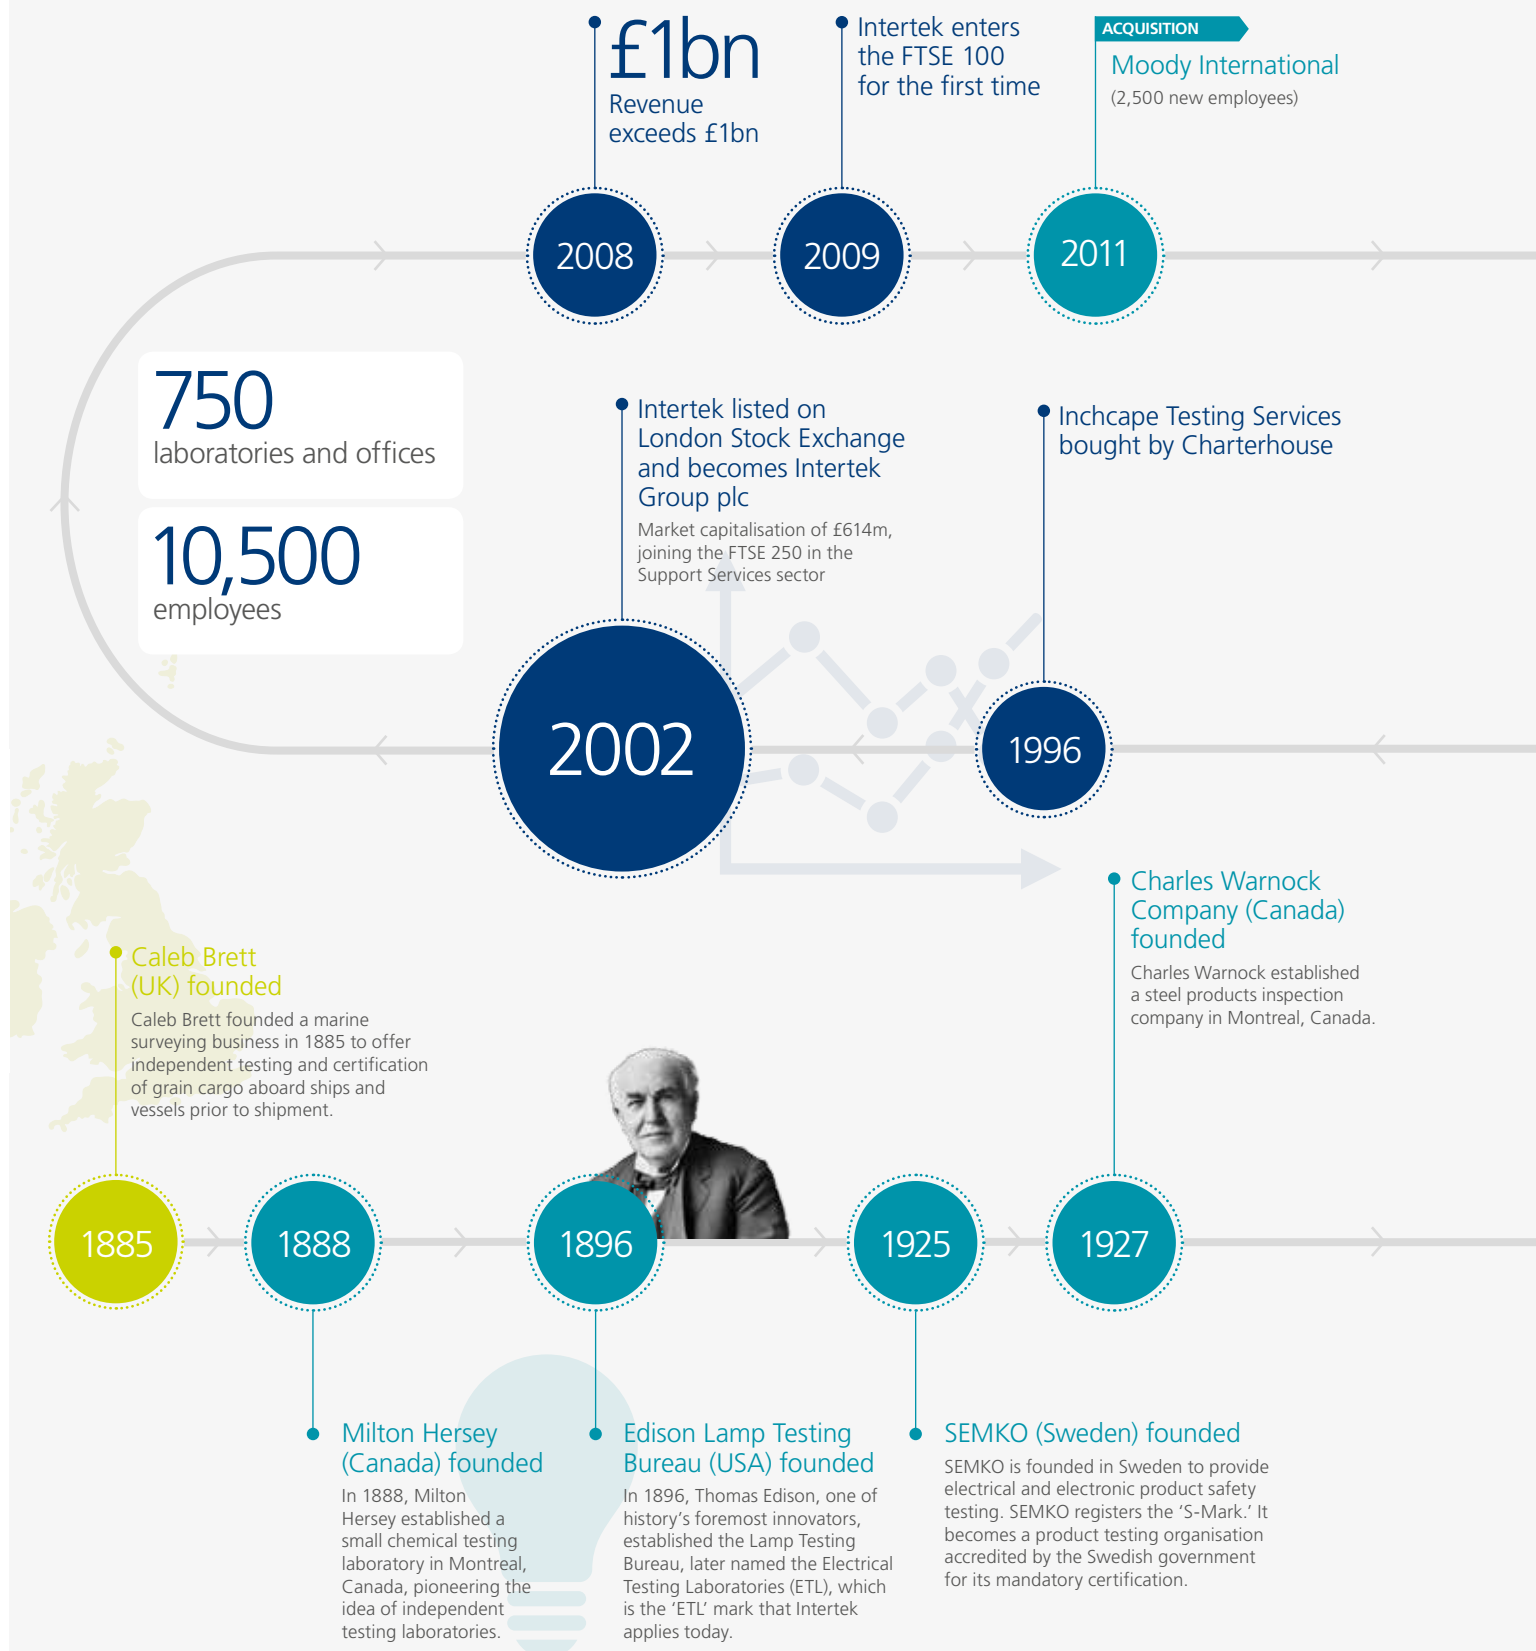 £1bn
Revenue
exceeds £1bn
Intertek enters
the FTSE 100
for the first time
ACQUISITION
Moody International
(2,500 new employees)
2008
2009
2011
750
laboratories and offices
10,500
employees
Intertek listed on
London Stock Exchange
and becomes Intertek
Group plc
Market capitalisation of £614m,
joining the FTSE 250 in the
Support Services sector
Inchcape Testing Services
bought by Charterhouse
2002
1996
Caleb Brett
(UK) founded
Caleb Brett founded a marine
surveying business in 1885 to offer
independent testing and certification
of grain cargo aboard ships and
vessels prior to shipment.
Charles Warnock
Company (Canada)
founded
Charles Warnock established
a steel products inspection
company in Montreal, Canada.
1885
1888
1896
1925
1927
Milton Hersey
(Canada) founded
In 1888, Milton
Hersey established a
small chemical testing
laboratory in Montreal,
Canada, pioneering the
idea of independent
testing laboratories.
Edison Lamp Testing
Bureau (USA) founded
In 1896, Thomas Edison, one of
history’s foremost innovators,
established the Lamp Testing
Bureau, later named the Electrical
Testing Laboratories (ETL), which
is the ‘ETL’ mark that Intertek
applies today.
SEMKO (Sweden) founded
SEMKO is founded in Sweden to provide
electrical and electronic product safety
testing. SEMKO registers the ‘S-Mark.’ It
becomes a product testing organisation
accredited by the Swedish government
for its mandatory certification.